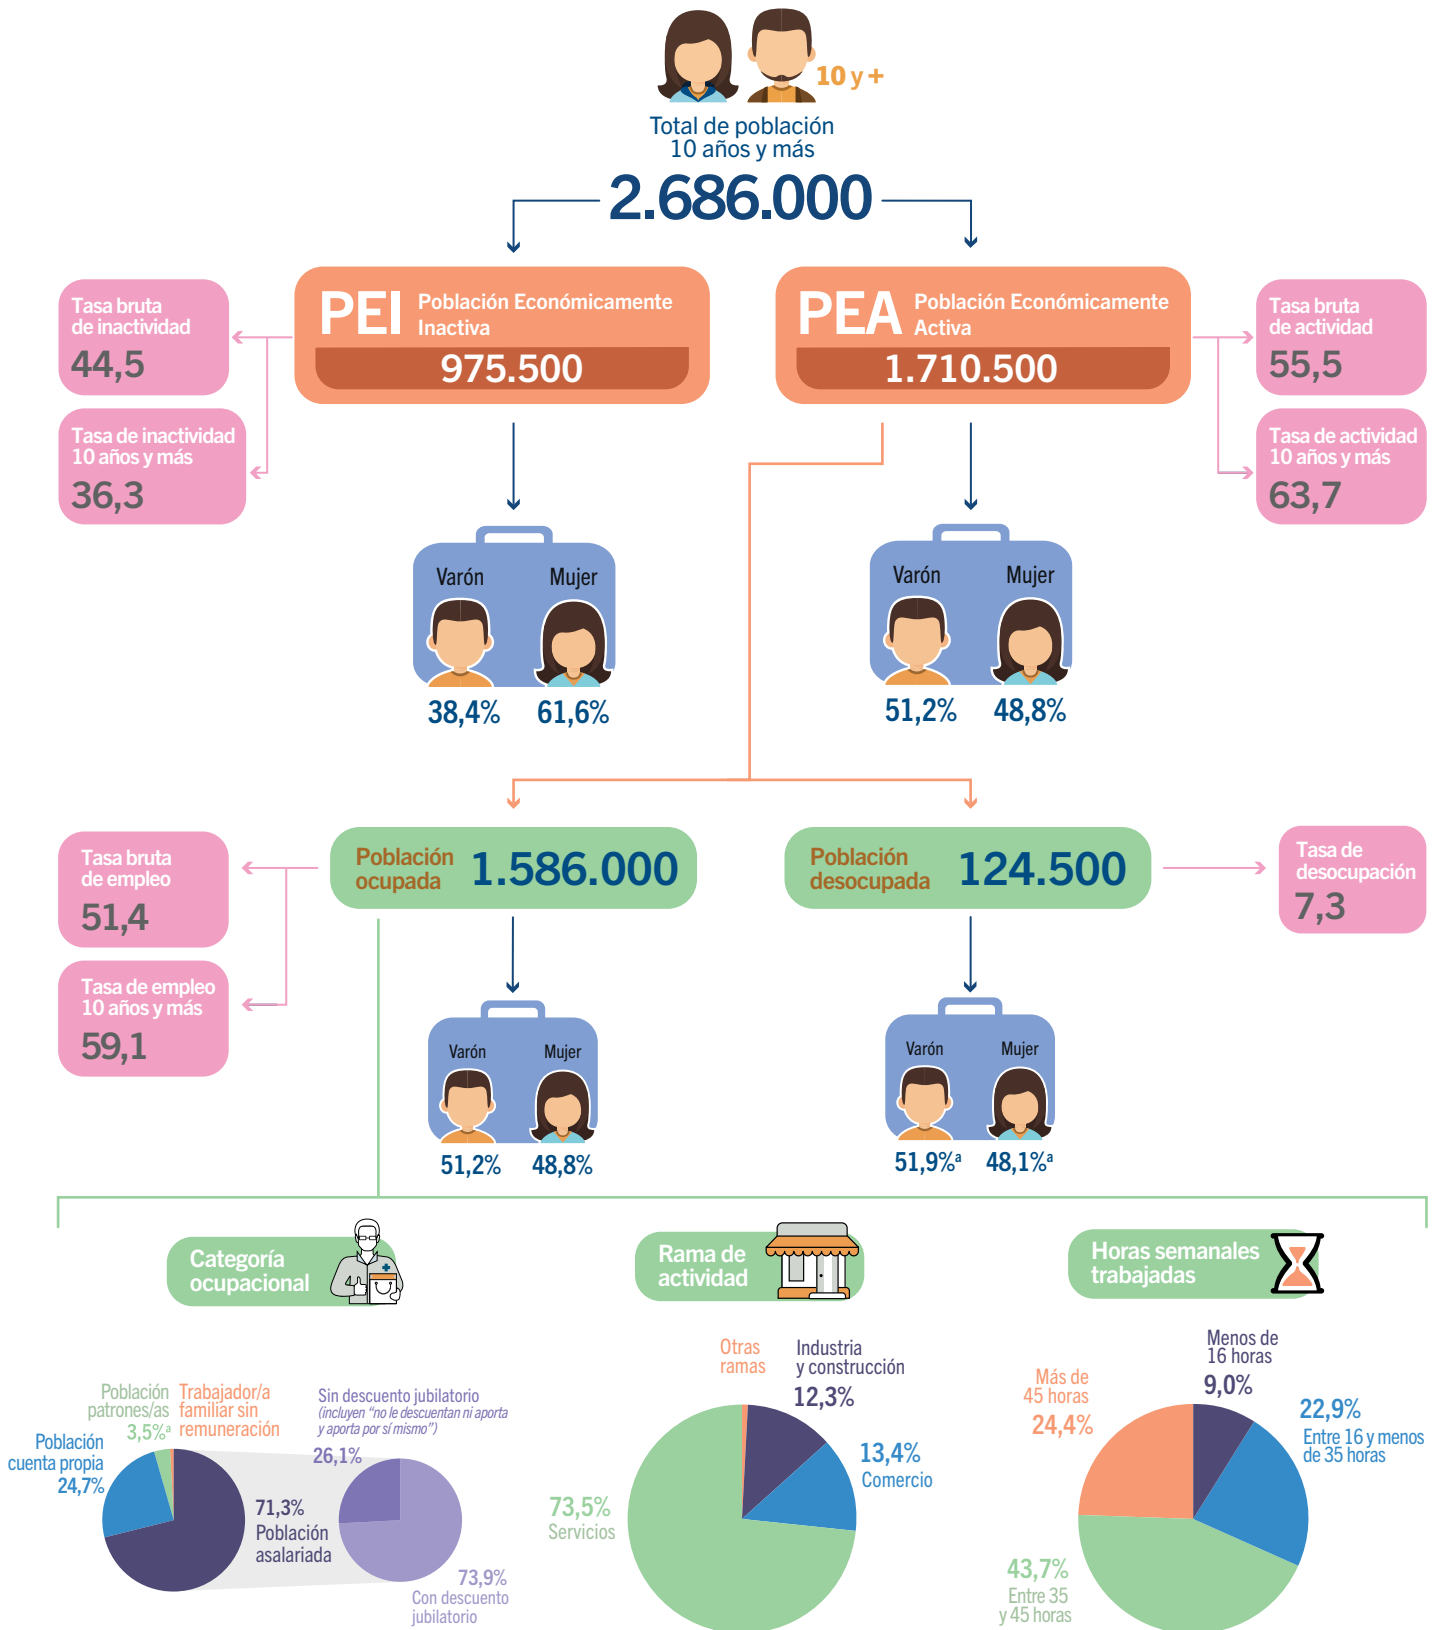 10 y +
Total de población
10 años y más
2.686.000
Tasa bruta
de inactividad
44,5
Tasa de inactividad
10 años y más
36,3
PEI
Población Económicamente
Inactiva
975.500
PEA
Población Económicamente
Activa
1.710.500
Tasa bruta
de actividad
55,5
Tasa de actividad
10 años y más
63,7
Varón Mujer
38,4% 61,6%
Varón Mujer
51,2% 48,8%
Tasa bruta
de empleo
51,4
Tasa de empleo
10 años y más
59,1
Población
ocupada
1.586.000
Población
desocupada
124.500
Tasa de
desocupación
7,3
Varón Mujer
51,2% 48,8%
Varón Mujer
51,9%ª 48,1%ª
Categoría
ocupacional
Población
patrones/as
3,5%ª
Trabajador/a
familiar sin
remuneración
Población
cuenta propia
24,7%
71,3%
Población
asalariada
Sin descuento jubilatorio
(incluyen “no le descuentan ni aporta
y aporta por sí mismo”)
26,1%
73,9%
Con descuento
jubilatorio
Rama de
actividad
Otras
ramas
Industria
y construcción
12,3%
13,4%
Comercio
73,5%
Servicios
Horas semanales
trabajadas
Menos de
16 horas
9,0%
Más de
45 horas
24,4%
22,9%
Entre 16 y menos
de 35 horas
43,7%
Entre 35
y 45 horas